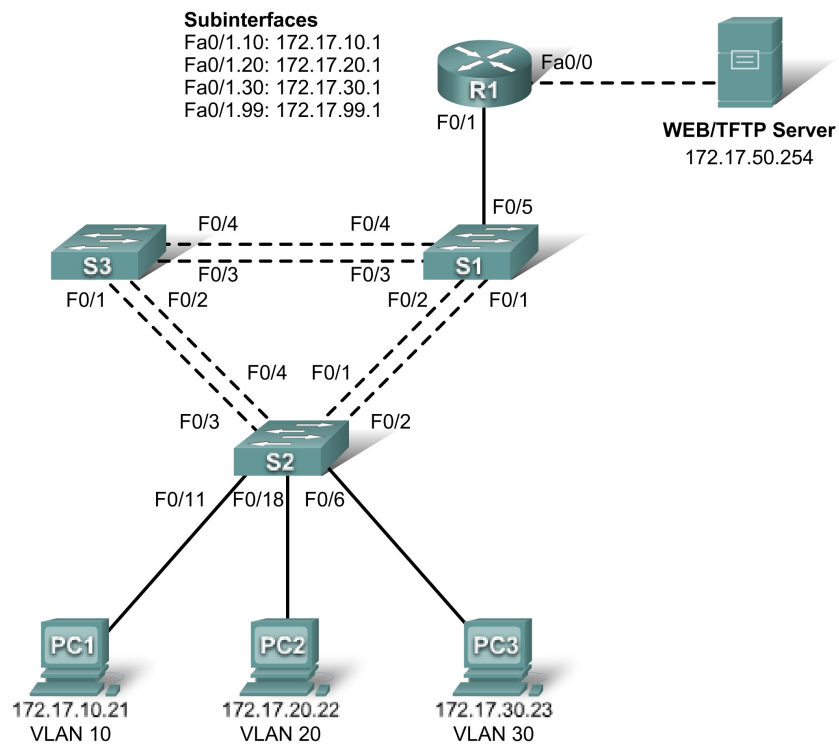 Subinterfaces
Fa0/1.10: 172.17.10.1
Fa0/1.20: 172.17.20.1
Fa0/1.30: 172.17.30.1
Fa0/1.99: 172.17.99.1
R1
Fa0/0
F0/1
WEB/TFTP Server
172.17.50.254
F0/5
F0/4
F0/4
S3
S1
F0/3
F0/3
F0/1
F0/2
F0/2
F0/1
F0/4
F0/1
F0/3
F0/2
S2
F0/11
F0/18
F0/6
PC1
PC2
PC3
172.17.10.21
172.17.20.22
172.17.30.23
VLAN 10
VLAN 20
VLAN 30